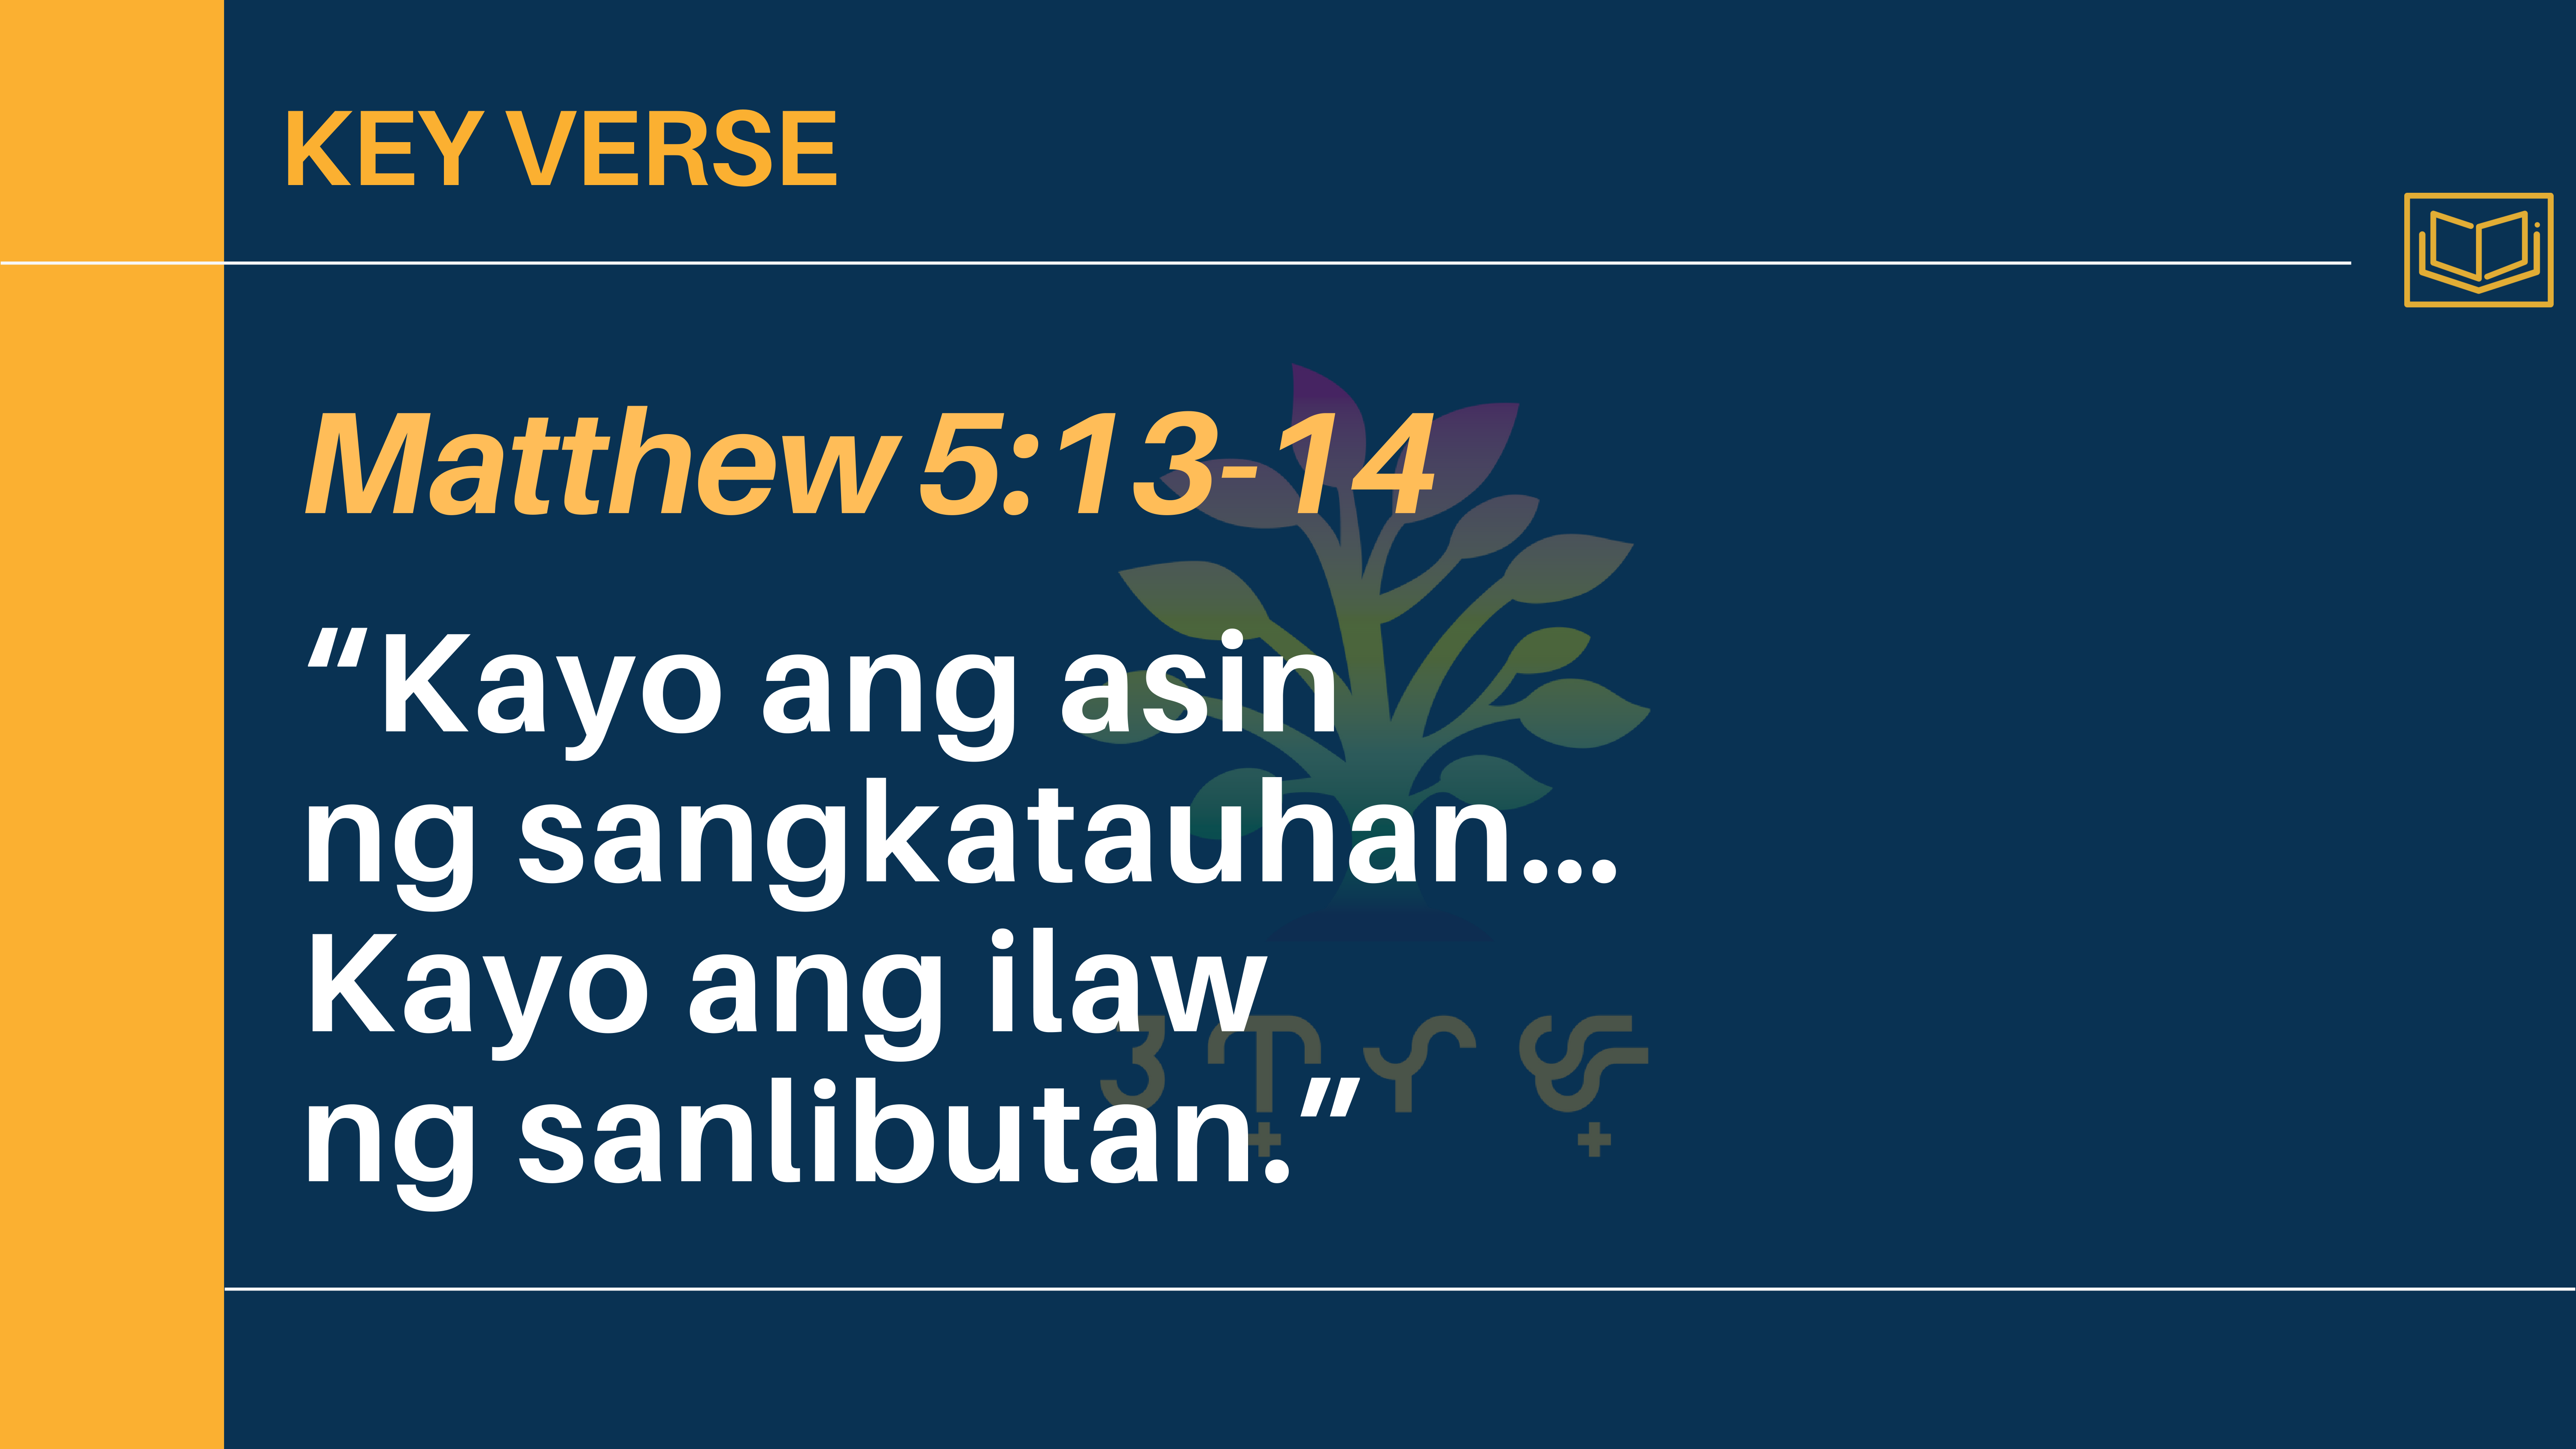 KEY VERSE
Matthew 5:13-14
“Kayo ang asin
ng sangkatauhan...
Kayo ang ilaw
ng sanlibutan.”